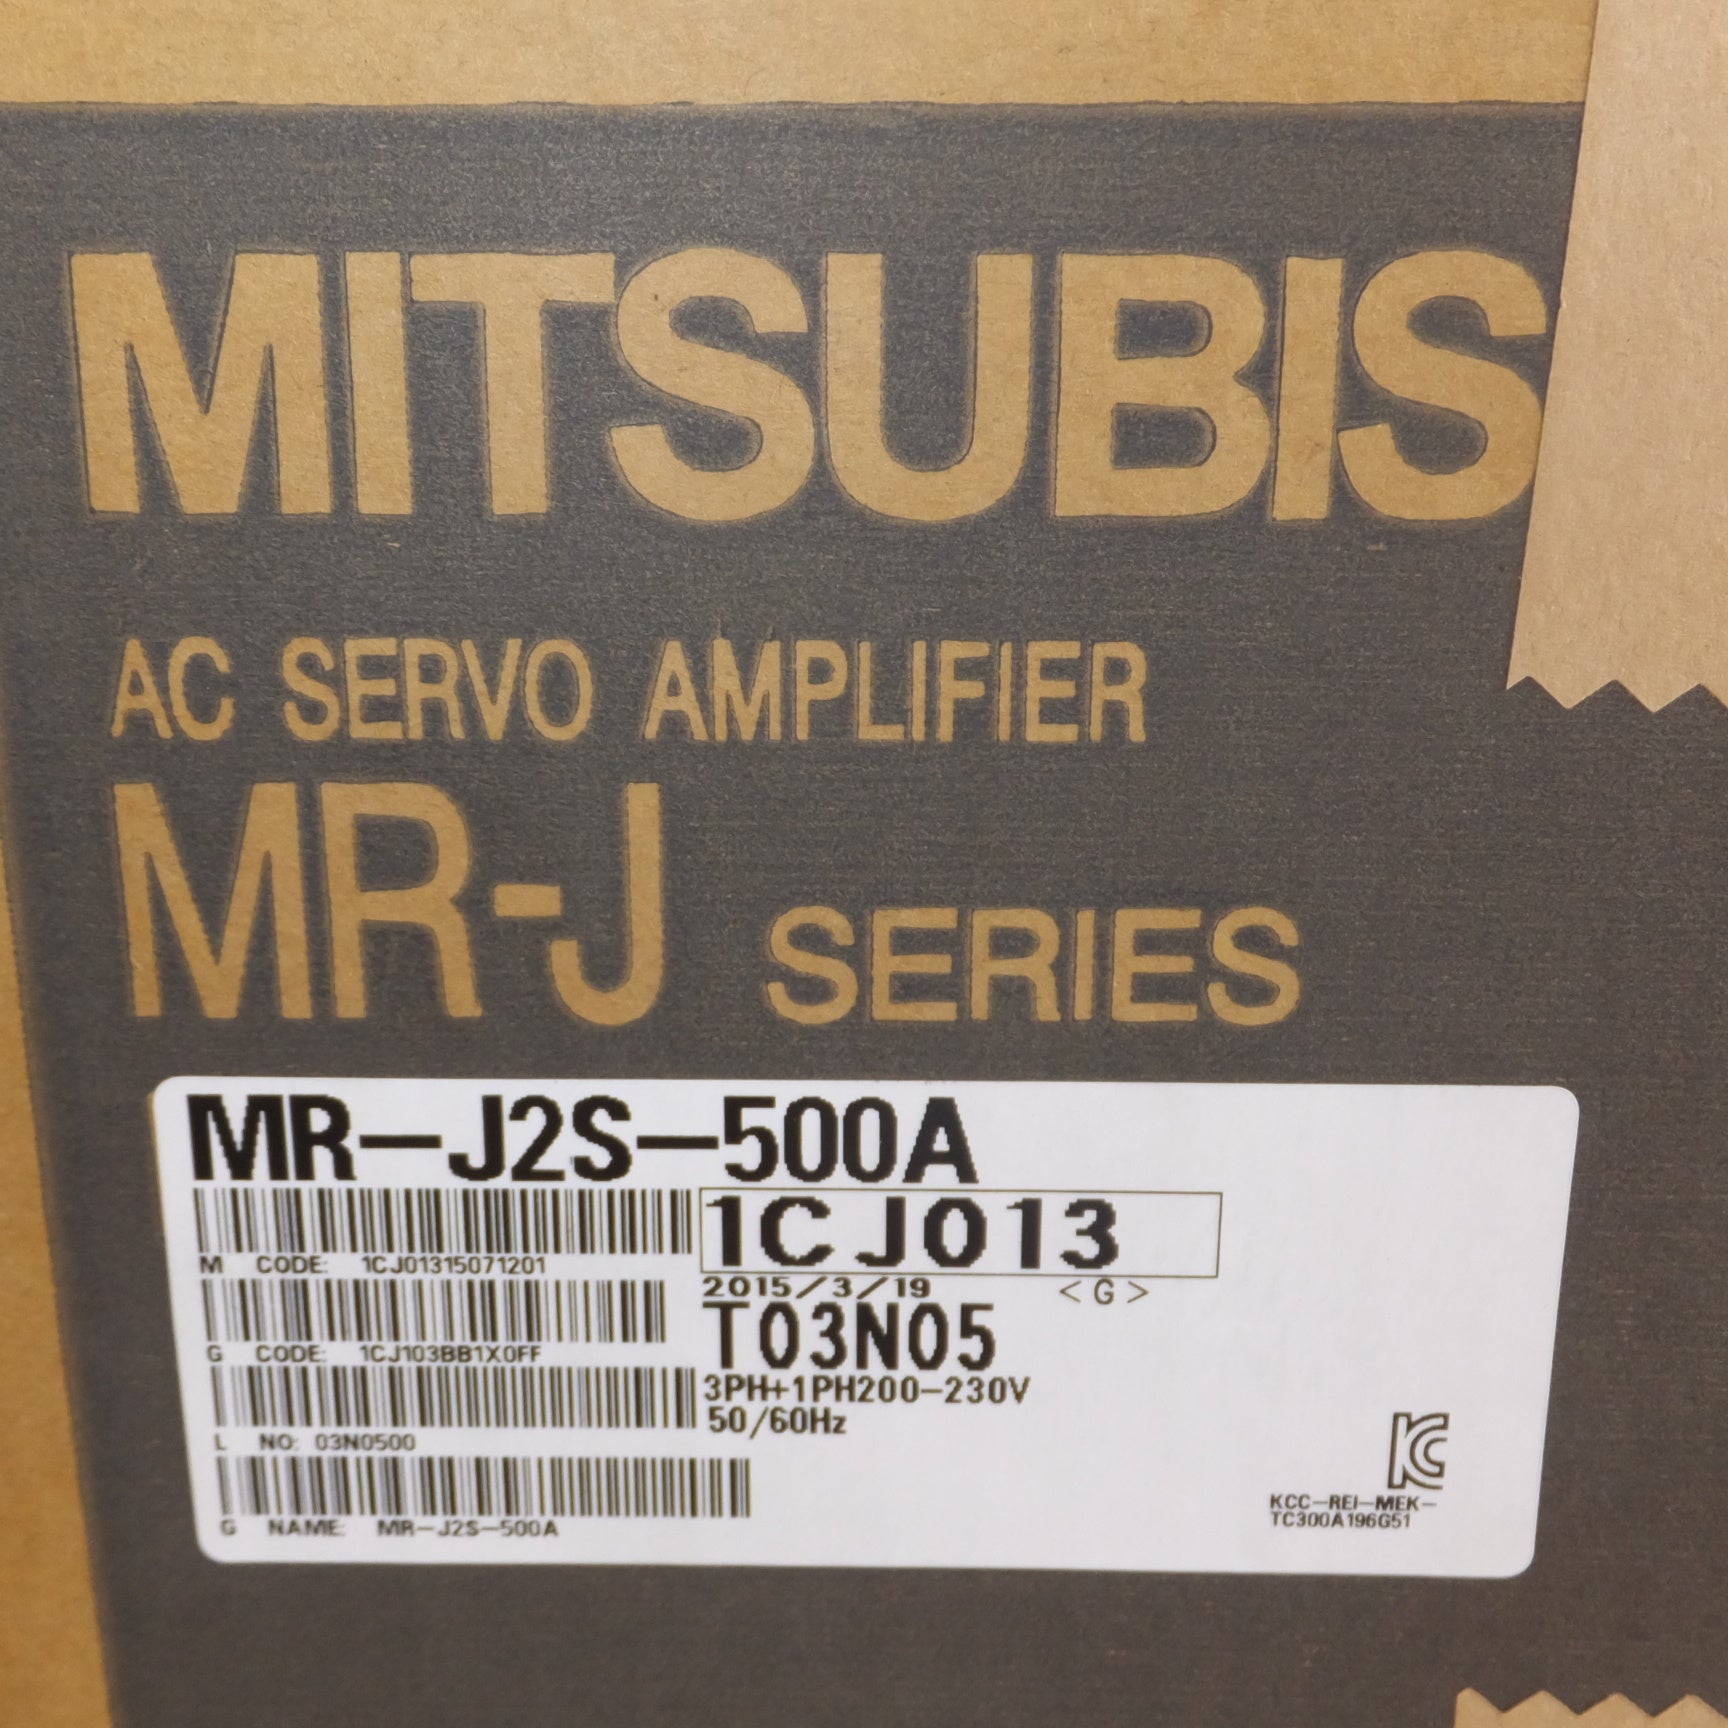 MITSUBIS
AC SERVO AMPLIFIER
MR-J SERIES
MR-J2S-500A
1CJ013
M CODE: 1CJ01315071201
2015/3/19 <G>
T03N05
G CODE: 1CJ103BB1X0FF
3PH+1PH200-230V
50/60Hz
L NO: 03N0500
G NAME: MR-J2S-500A
KC
KCC-REI-MEK-
TC300A196G51